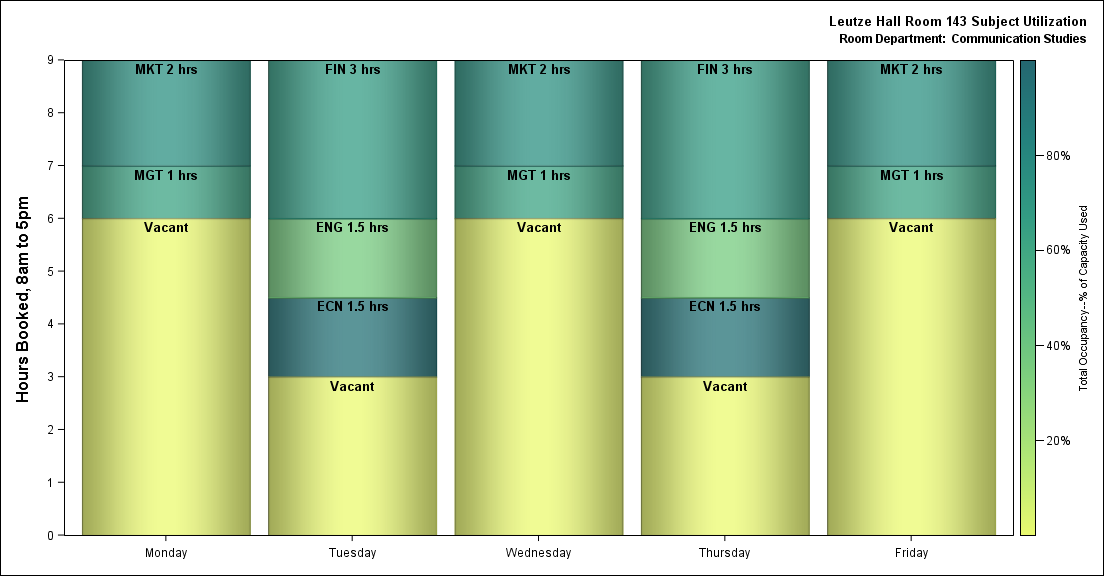 Leutze Hall Room 143 Subject Utilization
Room Department: Communication Studies
Hours Booked, 8am to 5pm
9
8
7
6
5
4
3
2
1
0
MKT 2 hrs
MGT 1 hrs
Vacant
FIN 3 hrs
ENG 1.5 hrs
ECN 1.5 hrs
Vacant
MKT 2 hrs
MGT 1 hrs
Vacant
FIN 3 hrs
ENG 1.5 hrs
ECN 1.5 hrs
Vacant
MKT 2 hrs
MGT 1 hrs
Vacant
Monday
Tuesday
Wednesday
Thursday
Friday
80%
60%
40%
20%
Total Occupancy--% of Capacity Used